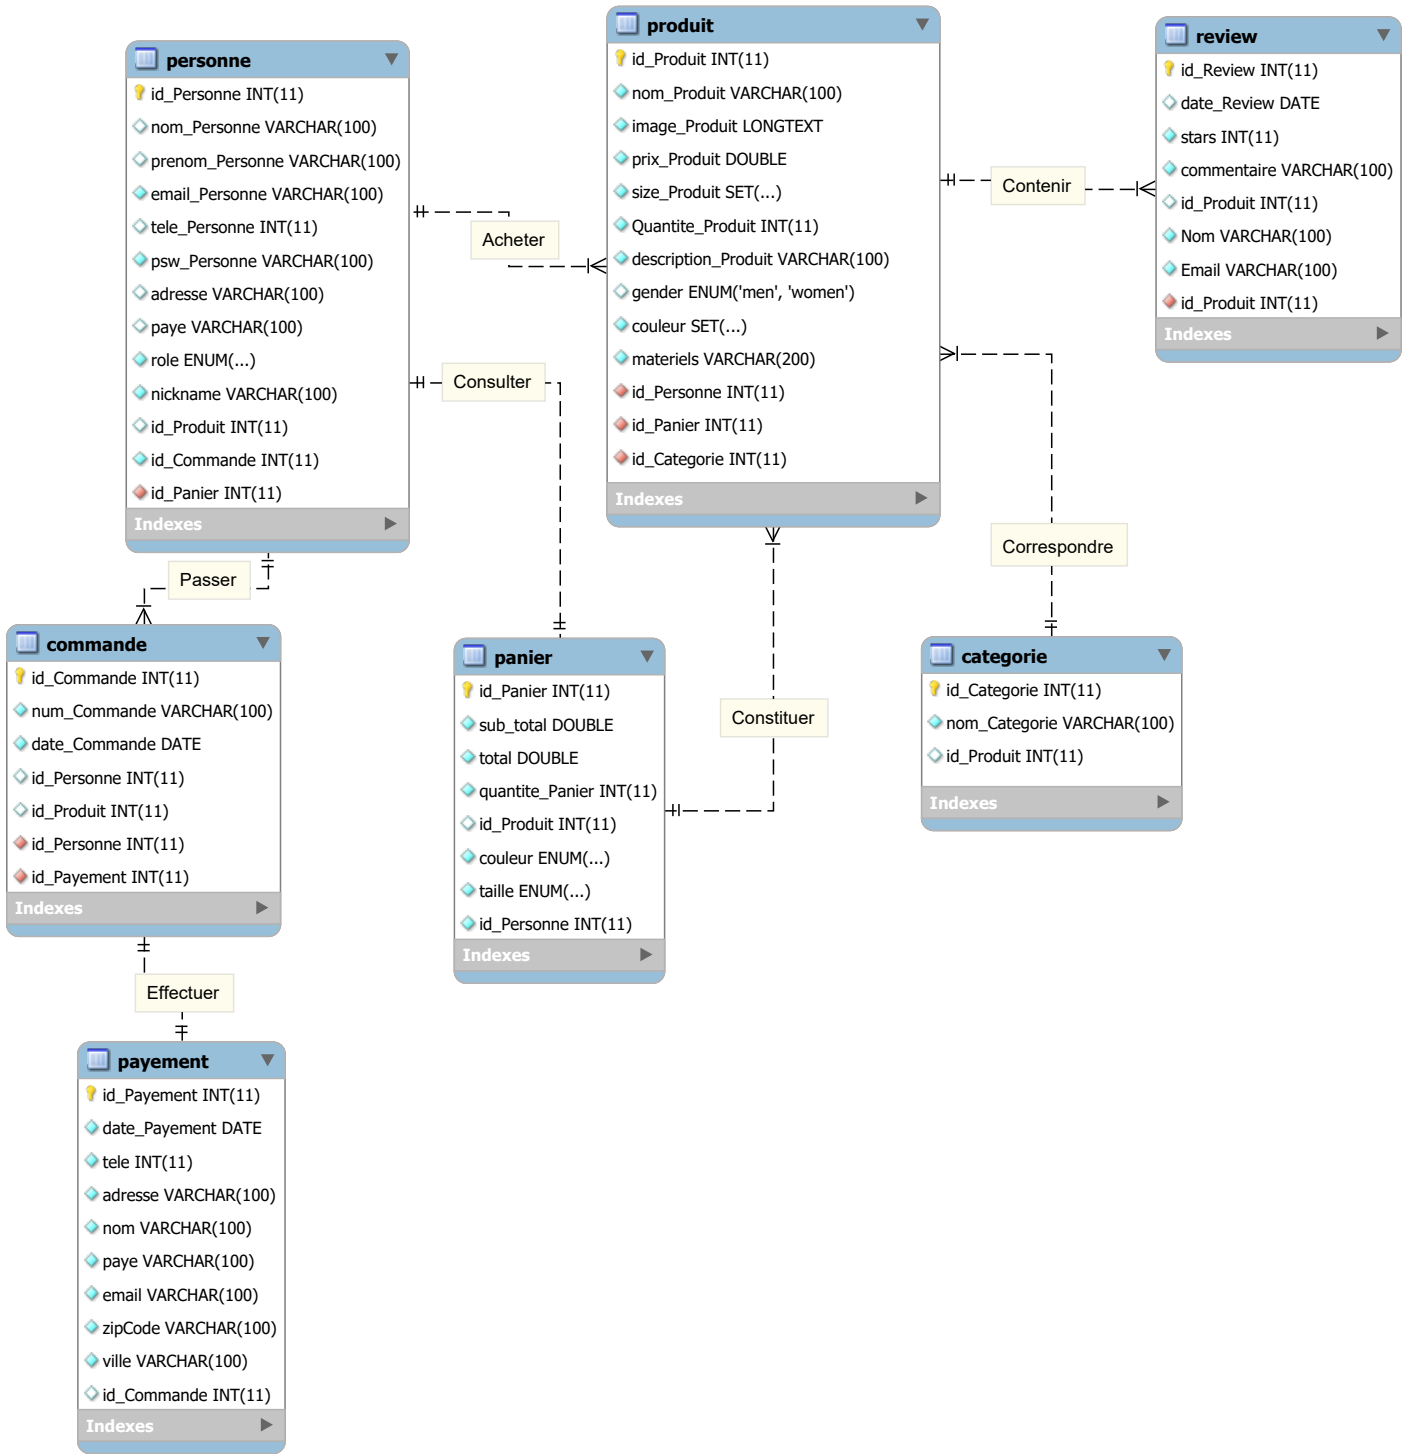 personne
id_Personne INT(11)
nom_Personne VARCHAR(100)
prenom_Personne VARCHAR(100)
email_Personne VARCHAR(100)
tele_Personne INT(11)
psw_Personne VARCHAR(100)
adresse VARCHAR(100)
paye VARCHAR(100)
role ENUM(...)
nickname VARCHAR(100)
id_Produit INT(11)
id_Commande INT(11)
id_Panier INT(11)
Indexes
Acheter
Consulter
produit
id_Produit INT(11)
nom_Produit VARCHAR(100)
image_Produit LONGTEXT
prix_Produit DOUBLE
size_Produit SET(...)
Quantite_Produit INT(11)
description_Produit VARCHAR(100)
gender ENUM('men', 'women')
couleur SET(...)
materiels VARCHAR(200)
id_Personne INT(11)
id_Panier INT(11)
id_Categorie INT(11)
Indexes
Contenir
review
id_Review INT(11)
date_Review DATE
stars INT(11)
commentaire VARCHAR(100)
id_Produit INT(11)
Nom VARCHAR(100)
Email VARCHAR(100)
id_Produit INT(11)
Indexes
Correspondre
Passer
commande
id_Commande INT(11)
num_Commande VARCHAR(100)
date_Commande DATE
id_Personne INT(11)
id_Produit INT(11)
id_Personne INT(11)
id_Payement INT(11)
Indexes
panier
id_Panier INT(11)
sub_total DOUBLE
total DOUBLE
quantite_Panier INT(11)
id_Produit INT(11)
couleur ENUM(...)
taille ENUM(...)
id_Personne INT(11)
Indexes
Constituer
categorie
id_Categorie INT(11)
nom_Categorie VARCHAR(100)
id_Produit INT(11)
Indexes
Effectuer
payement
id_Payement INT(11)
date_Payement DATE
tele INT(11)
adresse VARCHAR(100)
nom VARCHAR(100)
paye VARCHAR(100)
email VARCHAR(100)
zipCode VARCHAR(100)
ville VARCHAR(100)
id_Commande INT(11)
Indexes